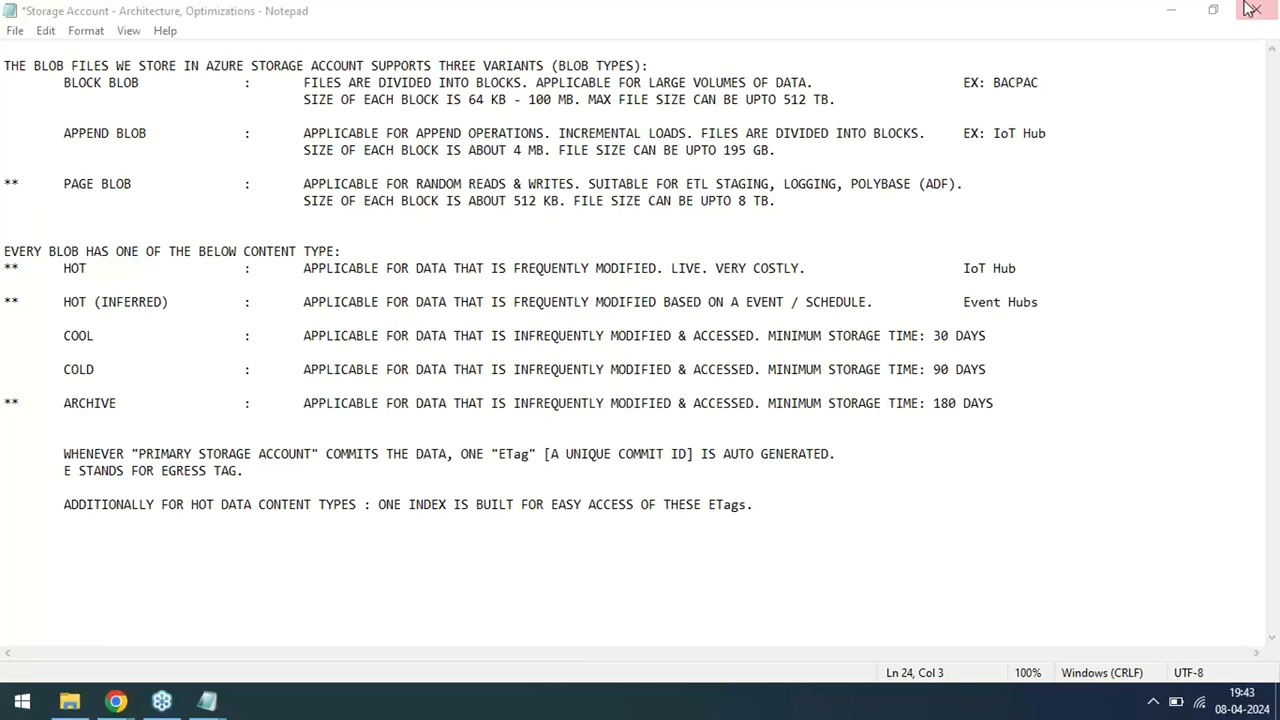 *Storage Account - Architecture, Optimizations - Notepad
File Edit Format View Help
THE BLOB FILES WE STORE IN AZURE STORAGE ACCOUNT SUPPORTS THREE VARIANTS (BLOB TYPES):
BLOCK BLOB : FILES ARE DIVIDED INTO BLOCKS. APPLICABLE FOR LARGE VOLUMES OF DATA. EX: BACPAC
SIZE OF EACH BLOCK IS 64 KB - 100 MB. MAX FILE SIZE CAN BE UPTO 512 TB.
APPEND BLOB : APPLICABLE FOR APPEND OPERATIONS. INCREMENTAL LOADS. FILES ARE DIVIDED INTO BLOCKS. EX: IoT Hub
SIZE OF EACH BLOCK IS ABOUT 4 MB. FILE SIZE CAN BE UPTO 195 GB.
** PAGE BLOB : APPLICABLE FOR RANDOM READS & WRITES. SUITABLE FOR ETL STAGING, LOGGING, POLYBASE (ADF).
SIZE OF EACH BLOCK IS ABOUT 512 KB. FILE SIZE CAN BE UPTO 8 TB.
EVERY BLOB HAS ONE OF THE BELOW CONTENT TYPE:
** HOT : APPLICABLE FOR DATA THAT IS FREQUENTLY MODIFIED. LIVE. VERY COSTLY. IoT Hub
** HOT (INFERRED) : APPLICABLE FOR DATA THAT IS FREQUENTLY MODIFIED BASED ON A EVENT / SCHEDULE. Event Hubs
COOL : APPLICABLE FOR DATA THAT IS INFREQUENTLY MODIFIED & ACCESSED. MINIMUM STORAGE TIME: 30 DAYS
COLD : APPLICABLE FOR DATA THAT IS INFREQUENTLY MODIFIED & ACCESSED. MINIMUM STORAGE TIME: 90 DAYS
** ARCHIVE : APPLICABLE FOR DATA THAT IS INFREQUENTLY MODIFIED & ACCESSED. MINIMUM STORAGE TIME: 180 DAYS
WHENEVER "PRIMARY STORAGE ACCOUNT" COMMITS THE DATA, ONE "ETag" [A UNIQUE COMMIT ID] IS AUTO GENERATED.
E STANDS FOR EGRESS TAG.
ADDITIONALLY FOR HOT DATA CONTENT TYPES : ONE INDEX IS BUILT FOR EASY ACCESS OF THESE ETags.
Ln 24, Col 3 100% Windows (CRLF) UTF-8
19:43
08-04-2024